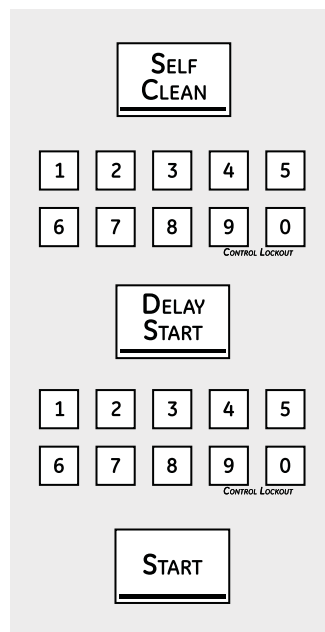 SELF
CLEAN
1 2 3 4 5
6 7 8 9 0
CONTROL LOCKOUT
DELAY
START
1 2 3 4 5
6 7 8 9 0
CONTROL LOCKOUT
START